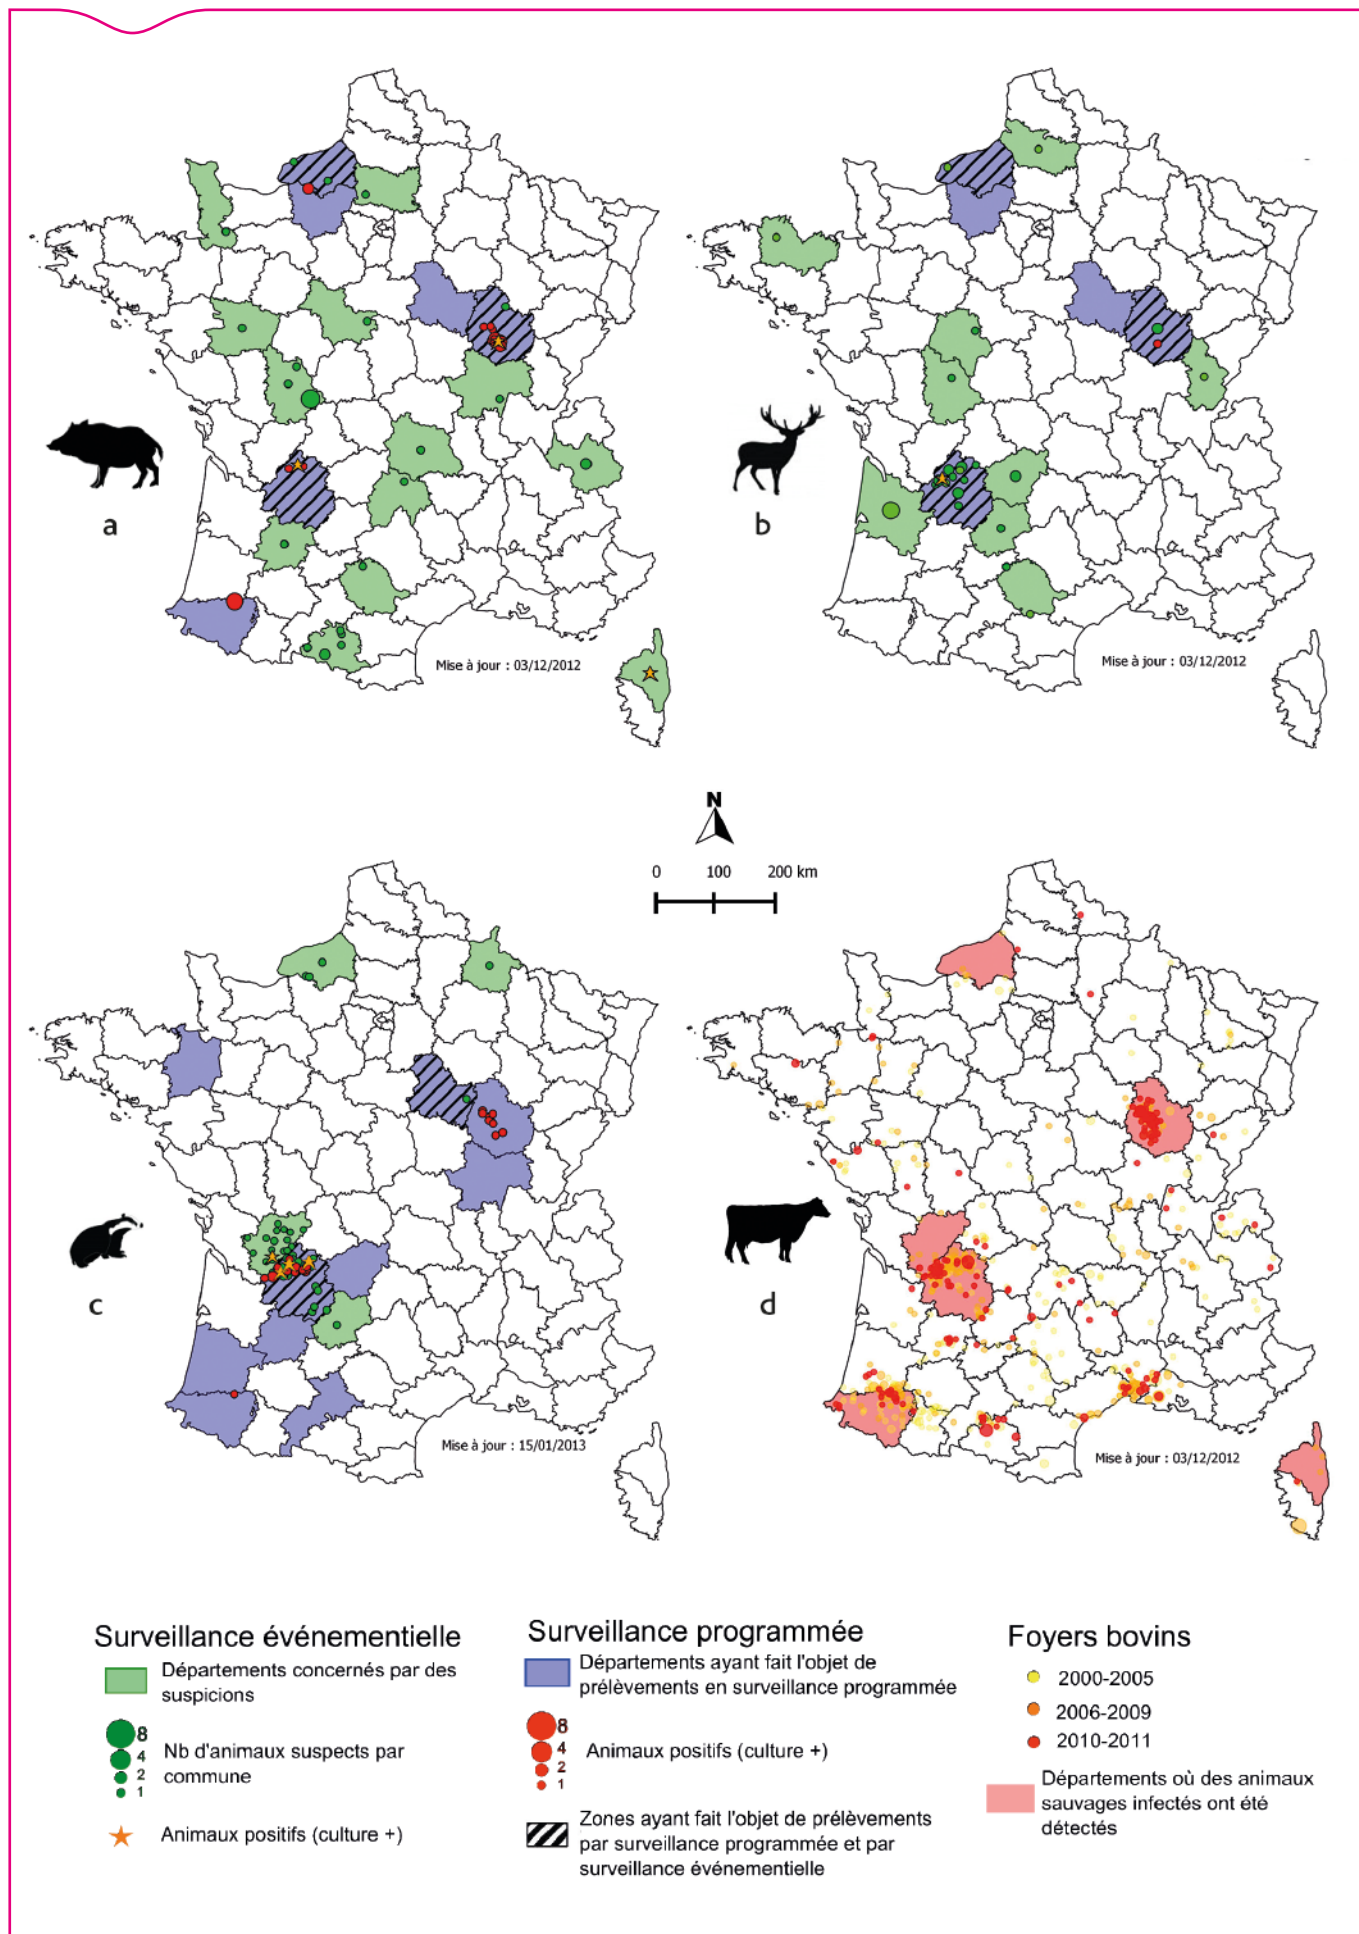 a
b
Mise à jour : 03/12/2012
Mise à jour : 03/12/2012
N
0 100 200 km
c
d
Mise à jour : 15/01/2013
Mise à jour : 03/12/2012
Surveillance événementielle
Départements concernés par des
suspicions
8
4
2
1
Nb d'animaux suspects par
commune
Animaux positifs (culture +)
Surveillance programmée
Départements ayant fait l'objet de
prélèvements en surveillance programmée
8
4
2
1
Animaux positifs (culture +)
Zones ayant fait l'objet de prélèvements
par surveillance programmée et par
surveillance événementielle
Foyers bovins
2000-2005
2006-2009
2010-2011
Départements où des animaux
sauvages infectés ont été
détectés